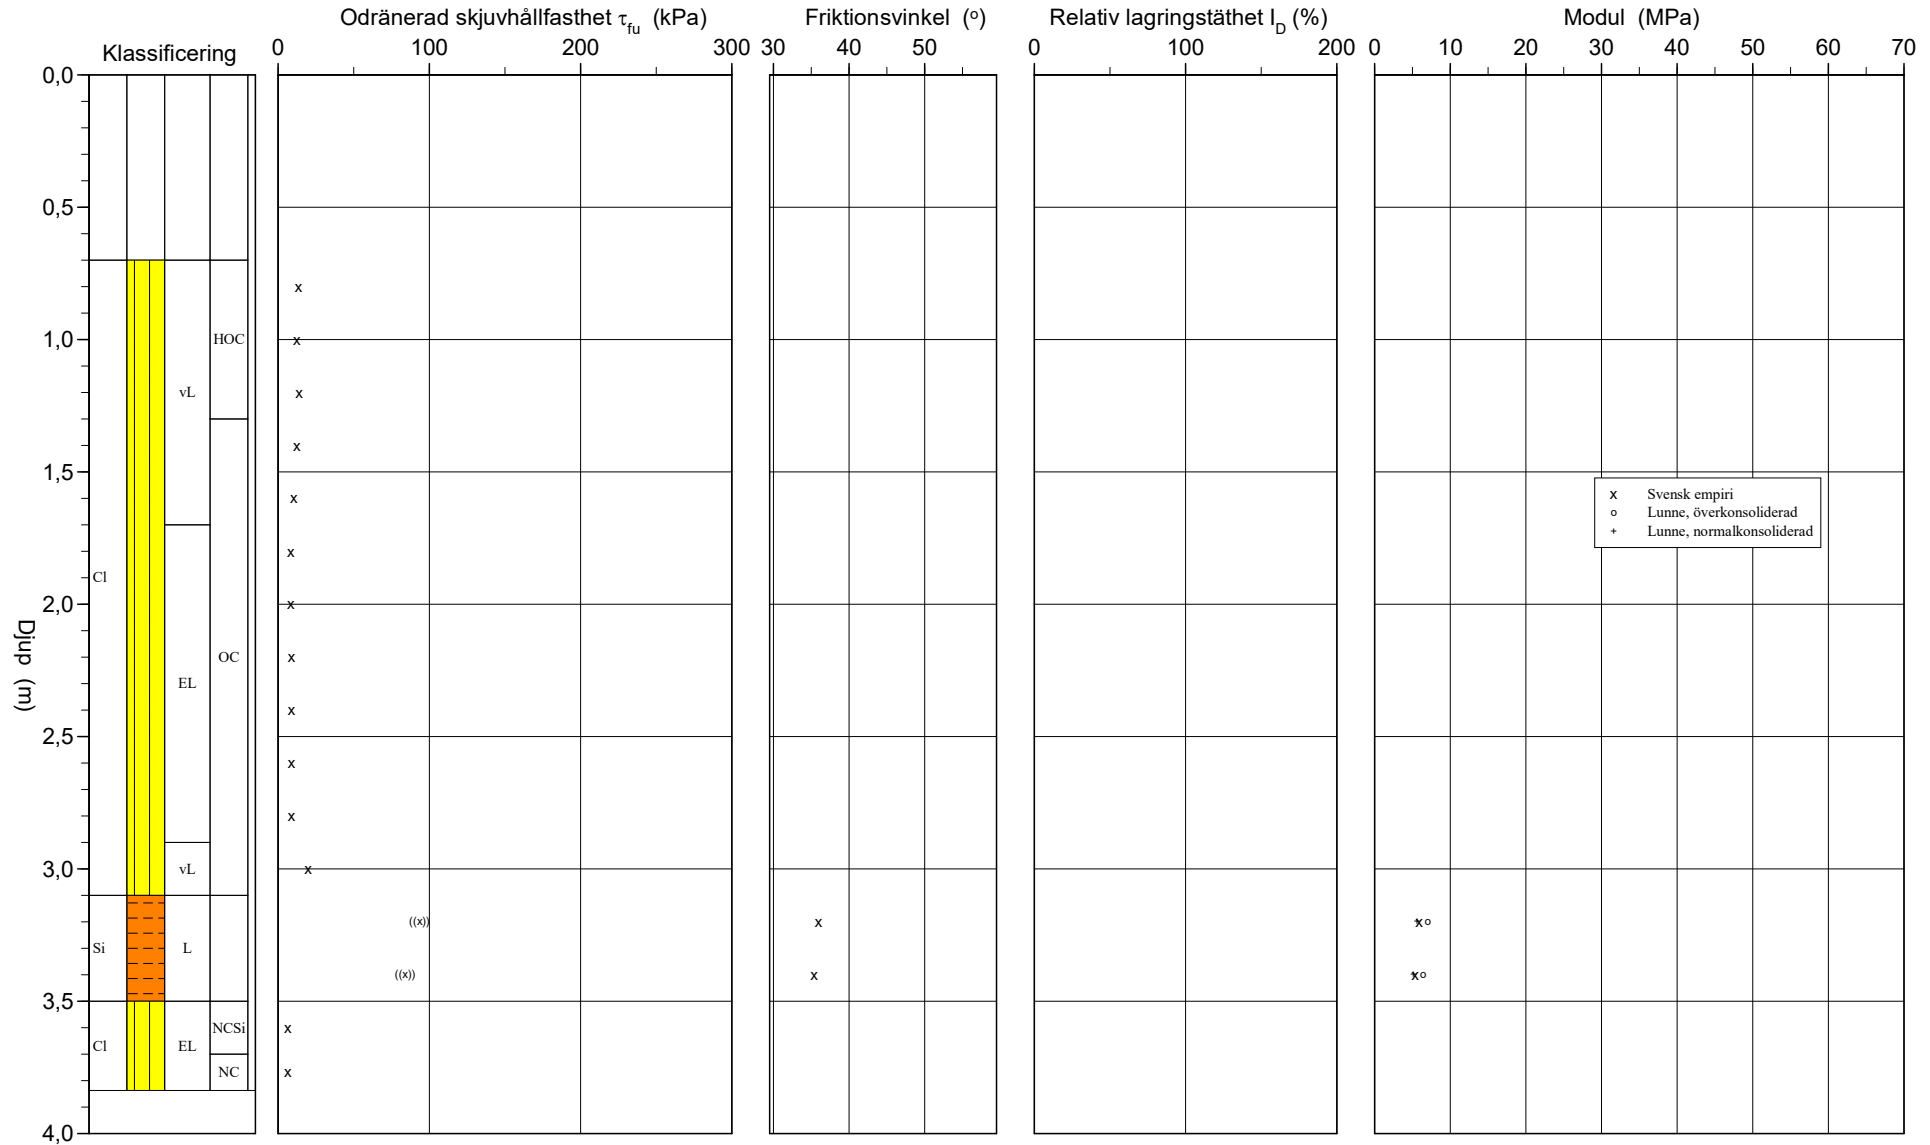 Odränerad skjuvhållfasthet τfu (kPa)
Friktionsvinkel (o)
Relativ lagringstäthet ID (%)
Modul (MPa)
Klassificering
0 100 200 300
30 40 50
0 100 200
0 10 20 30 40 50 60 70
0,0
0,5
HOC
1,0
vL
1,5
x Svensk empiri
o Lunne, överkonsoliderad
+ Lunne, normalkonsoliderad
Cl
2,0
Djup (m)
OC
EL
2,5
3,0
vL
((x))
Si
L
((x))
3,5
NCSi
Cl
EL
NC
4,0